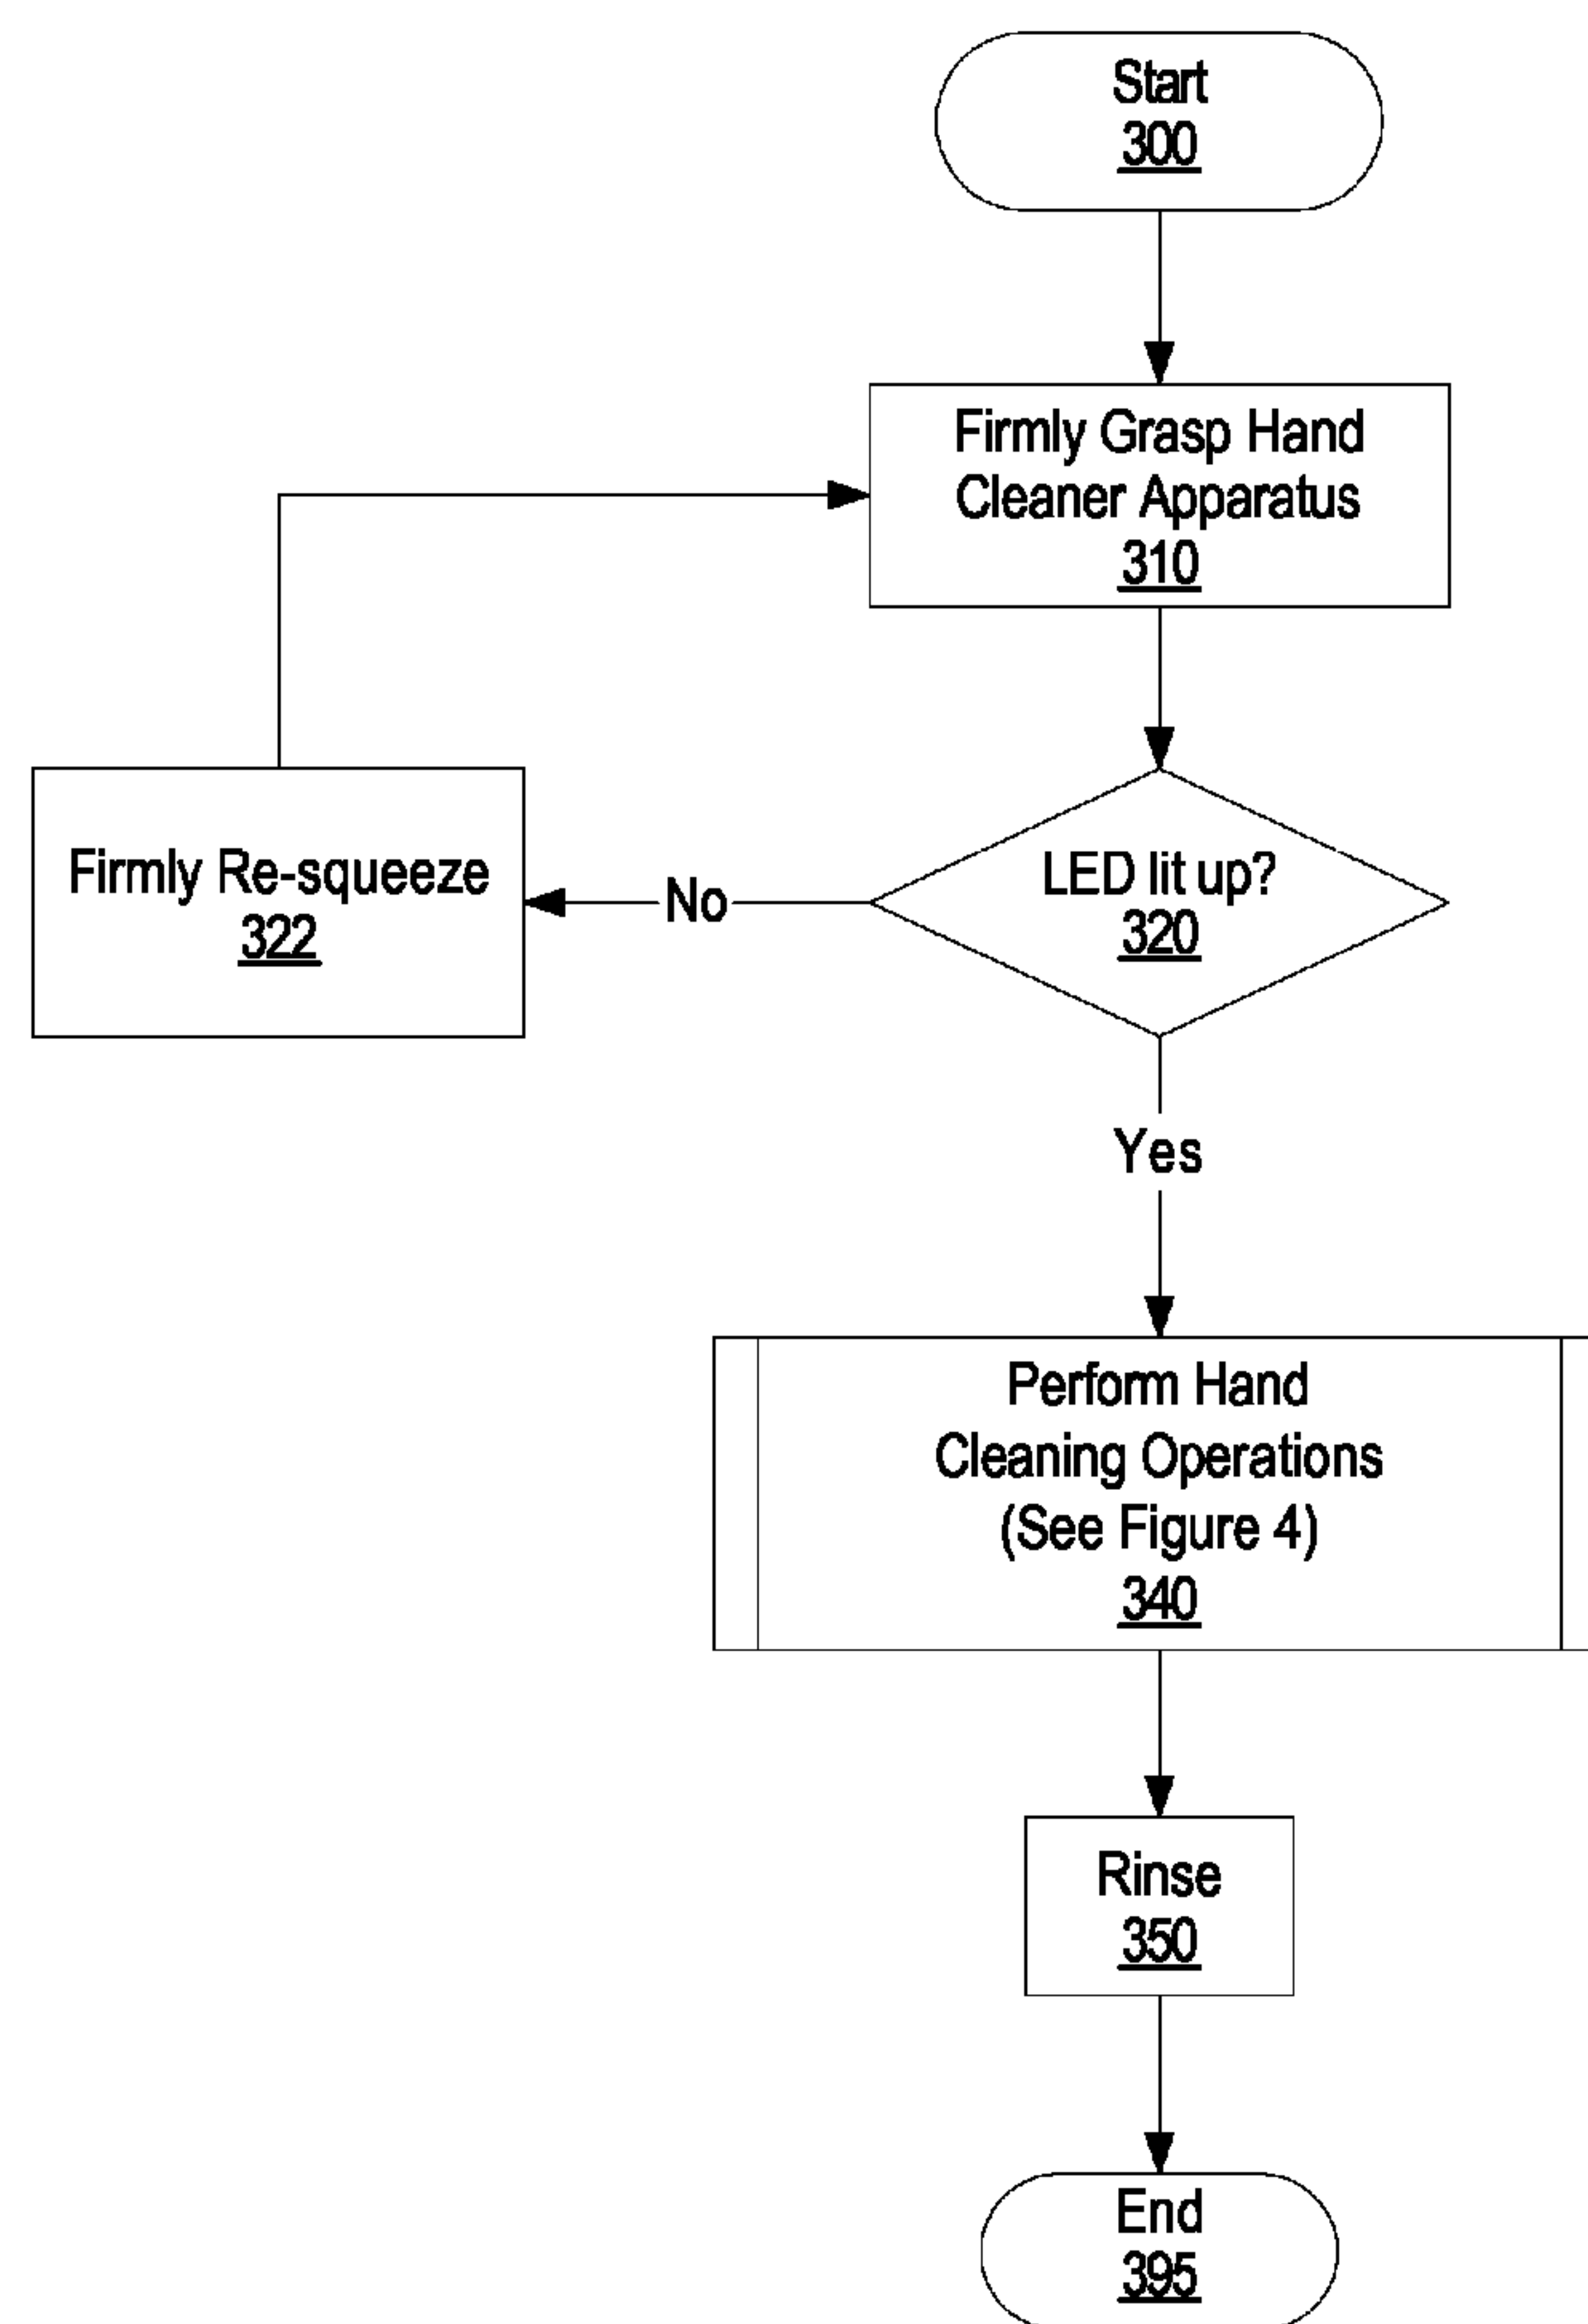 Start
300
Firmly Grasp Hand
Cleaner Apparatus
310
LED lit up?
320
No
Firmly Re-squeeze
322
Yes
Perform Hand
Cleaning Operations
(See Figure 4)
340
Rinse
350
End
395